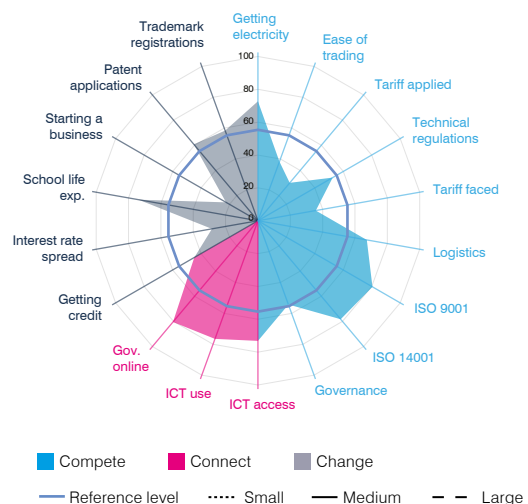 Getting
electricity
Trademark
registrations
Ease of
trading
Patent
applications
Tariff applied
Starting a
business
Technical
regulations
School life
exp.
Tariff faced
Interest rate
spread
Logistics
Getting
credit
ISO 9001
Gov.
online
ISO 14001
ICT use
Governance
ICT access
100
80
60
40
20
0
Compete
Connect
Change
Reference level
Small
Medium
Large